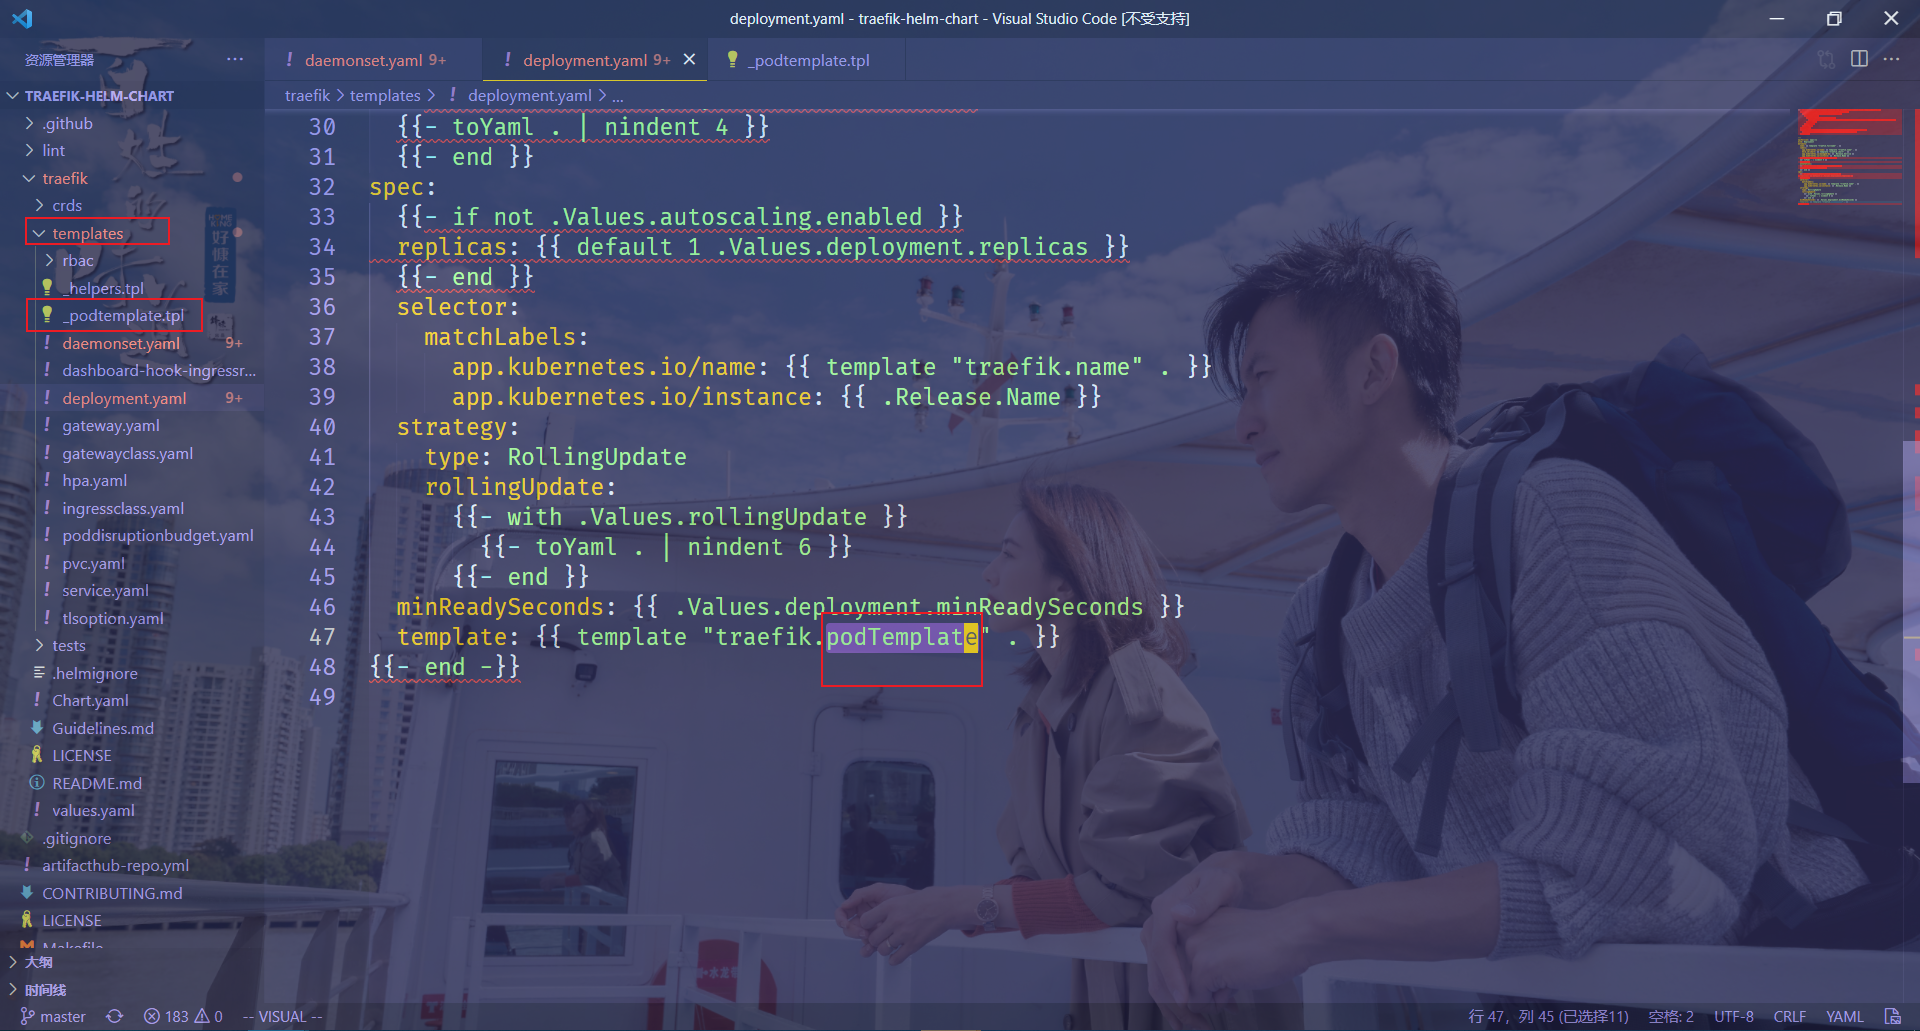 deployment.yaml - traefik-helm-chart - Visual Studio Code [不受支持]
资源管理器
TRAEFIK-HELM-CHART
.github
lint
traefik
crds
templates
rbac
_helpers.tpl
_podtemplate.tpl
daemonset.yaml 9+
dashboard-hook-ingressr...
deployment.yaml 9+
gateway.yaml
gatewayclass.yaml
hpa.yaml
ingressclass.yaml
poddisruptionbudget.yaml
pvc.yaml
service.yaml
tlsoption.yaml
tests
.helmignore
Chart.yaml
Guidelines.md
LICENSE
README.md
values.yaml
.gitignore
artifacthub-repo.yml
CONTRIBUTING.md
LICENSE
Makefile
大纲
时间线
daemonset.yaml 9+
deployment.yaml 9+
_podtemplate.tpl
traefik > templates > ! deployment.yaml > ...
30 {{- toYaml . | nindent 4 }}
31 {{- end }}
32 spec:
33 {{- if not .Values.autoscaling.enabled }}
34 replicas: {{ default 1 .Values.deployment.replicas }}
35 {{- end }}
36 selector:
37 matchLabels:
38 app.kubernetes.io/name: {{ template "traefik.name" . }}
39 app.kubernetes.io/instance: {{ .Release.Name }}
40 strategy:
41 type: RollingUpdate
42 rollingUpdate:
43 {{- with .Values.rollingUpdate }}
44 {{- toYaml . | nindent 6 }}
45 {{- end }}
46 minReadySeconds: {{ .Values.deployment.minReadySeconds }}
47 template: {{ template "traefik.podTemplate" . }}
48 {{- end -}}
49
master
183 0
-- VISUAL --
行 47，列 45 (已选择11)
空格: 2
UTF-8
CRLF
YAML